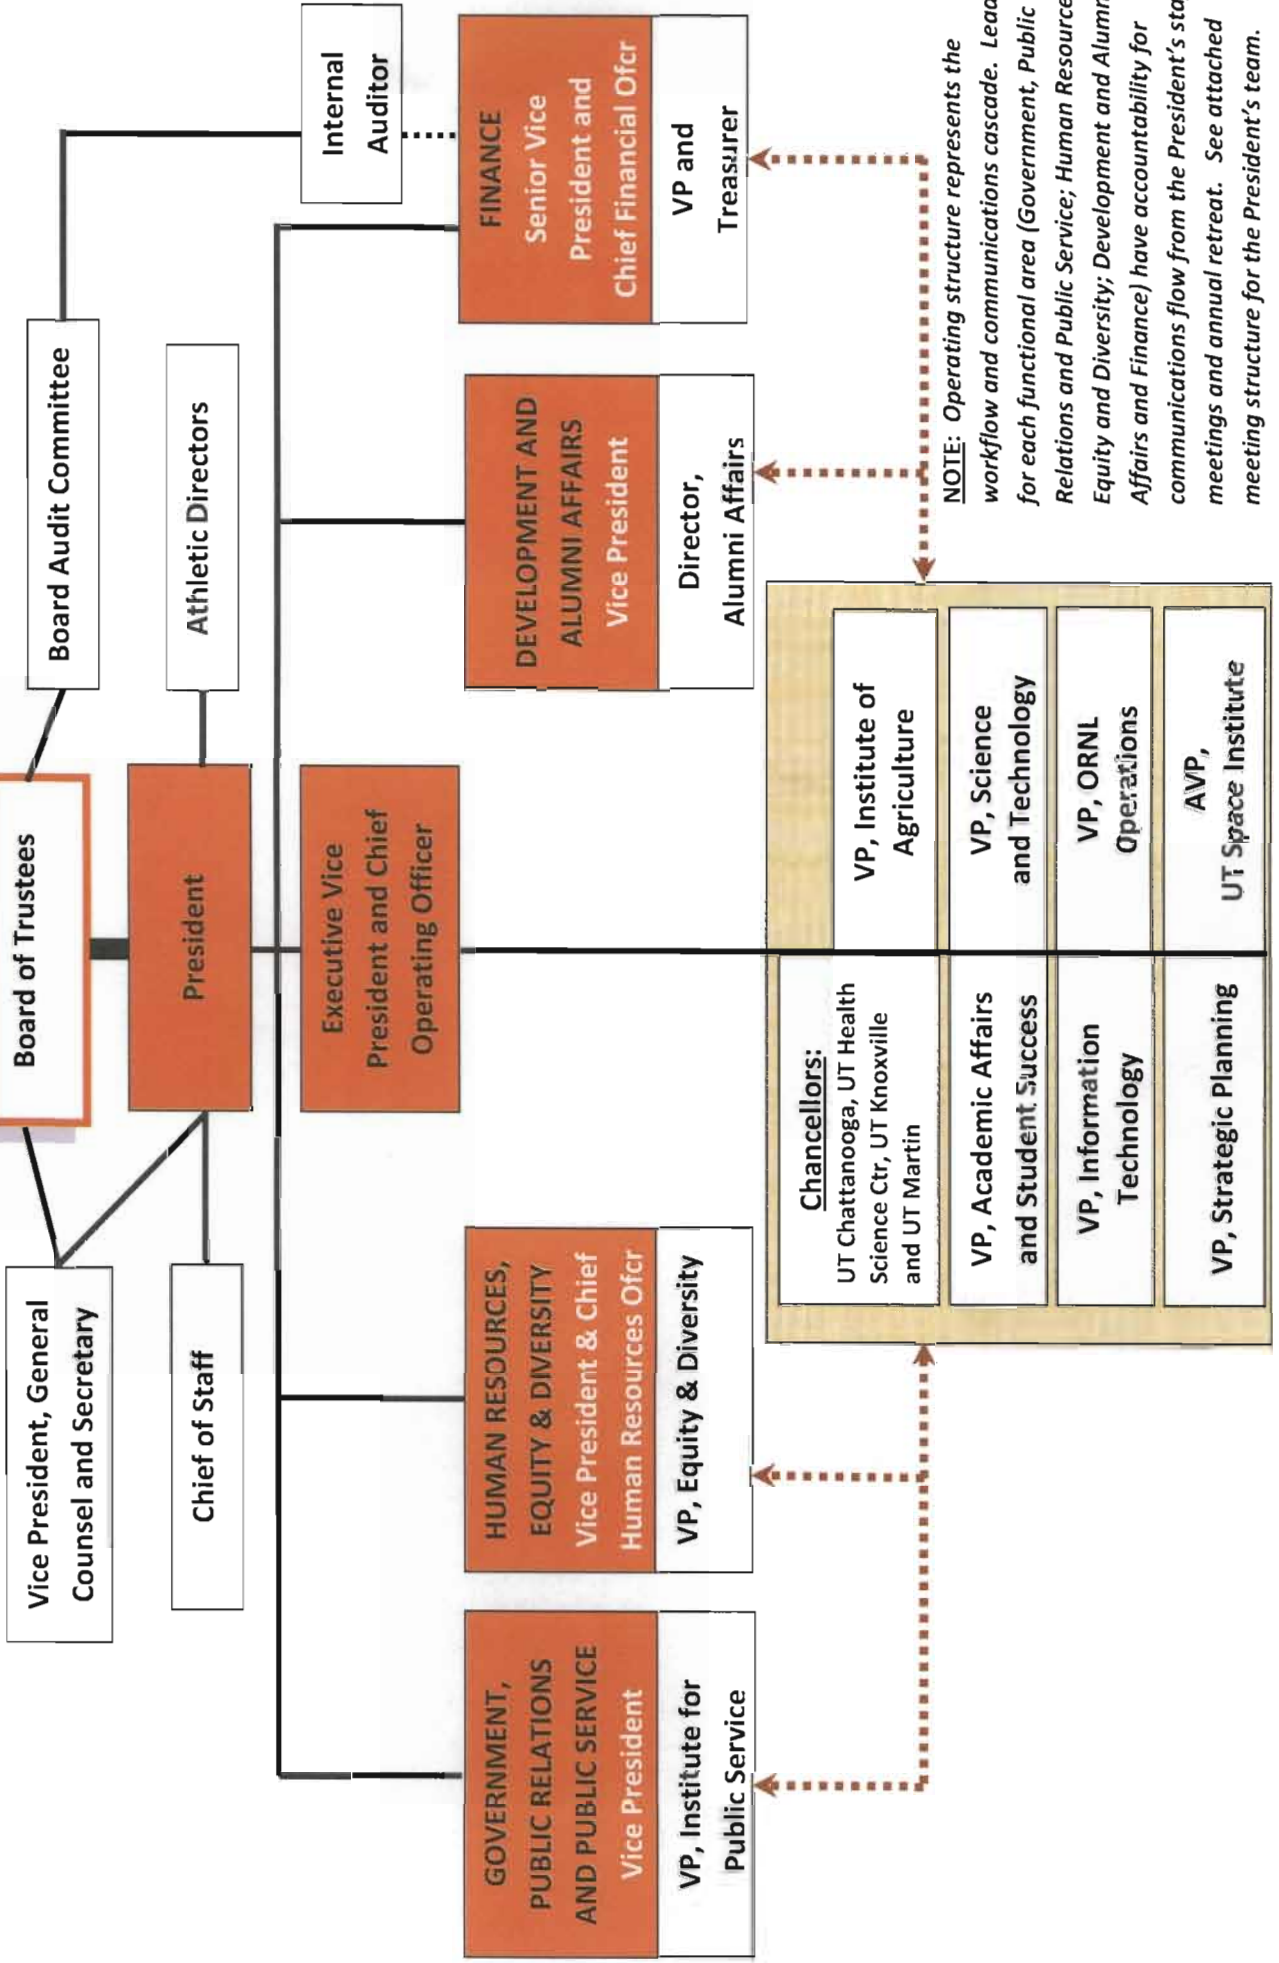 Board of Trustees
Vice President, General
Counsel and Secretary
Board Audit Committee
President
Chief of Staff
Athletic Directors
Internal
Auditor
Executive Vice
President and Chief
Operating Officer
GOVERNMENT,
PUBLIC RELATIONS
AND PUBLIC SERVICE
Vice President
VP, Institute for
Public Service
HUMAN RESOURCES,
EQUITY & DIVERSITY
Vice President & Chief
Human Resources Ofcr
VP, Equity & Diversity
DEVELOPMENT AND
ALUMNI AFFAIRS
Vice President
Director,
Alumni Affairs
FINANCE
Senior Vice
President and
Chief Financial Ofcr
VP and
Treasurer
Chancellors:
UT Chattanooga, UT Health
Science Ctr, UT Knoxville
and UT Martin
VP, Institute of
Agriculture
VP, Academic Affairs
and Student Success
VP, Science
and Technology
VP, Information
Technology
VP, ORNL
Operations
VP, Strategic Planning
AVP,
UT Space Institute
NOTE: Operating structure represents the
workflow and communications cascade.
for each functional area (Government, Public
Relations and Public Service; Human
Equity and Diversity; Development and
Affairs and Finance) have accountability for
communications flow from the President's
meetings and annual retreat. See attached
meeting structure for the President's team.